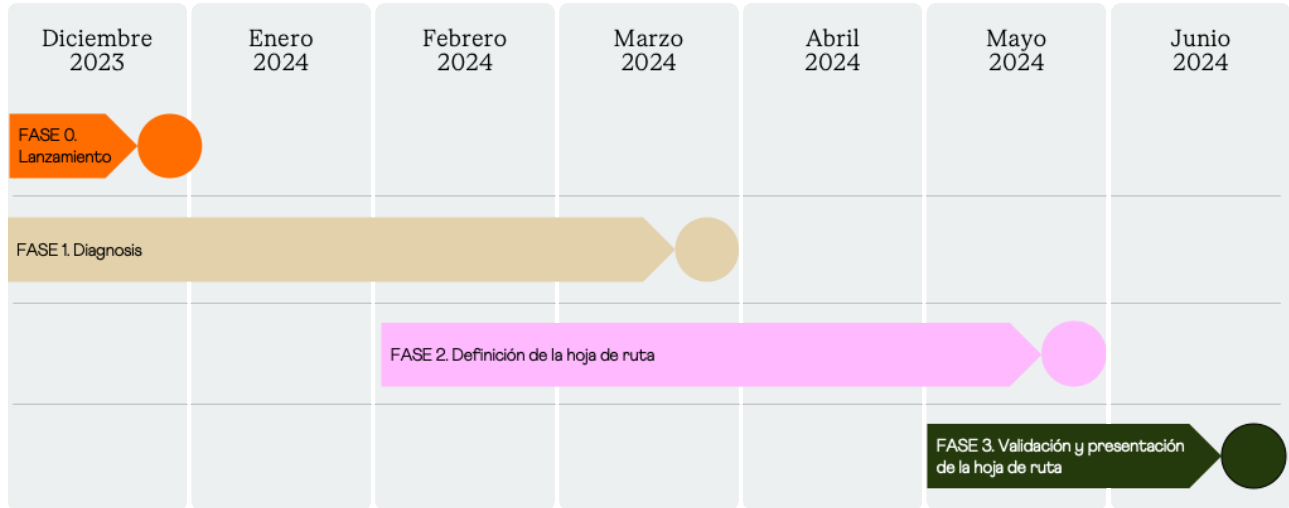 Diciembre
2023
Enero
2024
Febrero
2024
Marzo
2024
Abril
2024
Mayo
2024
Junio
2024
FASE 0.
Lanzamiento
FASE 1. Diagnosis
FASE 2. Definición de la hoja de ruta
FASE 3. Validación y presentación
de la hoja de ruta